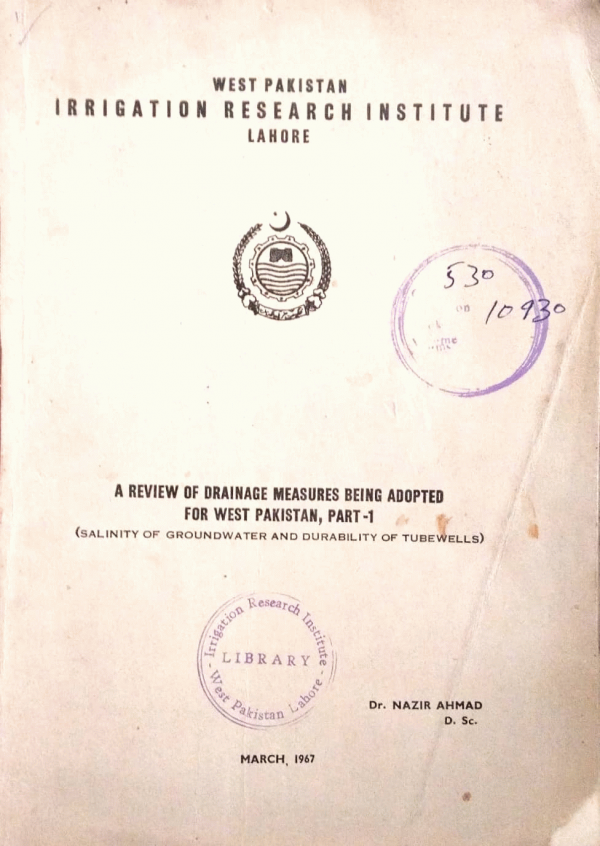 WEST PAKISTAN
IRRIGATION RESEARCH INSTITUTE
LAHORE
530
10930
A REVIEW OF DRAINAGE MEASURES BEING ADOPTED
FOR WEST PAKISTAN, PART-1
(SALINITY OF GROUNDWATER AND DURABILITY OF TUBEWELLS)
Irrigation Research Institute
LIBRARY
West Pakistan Lahore
Dr. NAZIR AHMAD
D. Sc.
MARCH, 1967